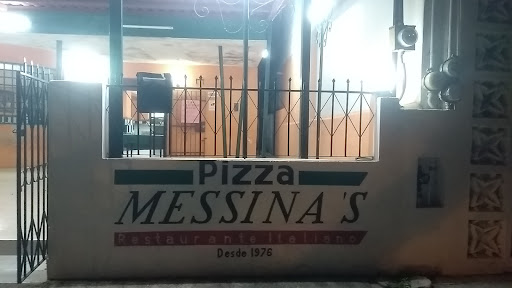 Pizza
MESSINA'S
Restaurante Italiano
Desde 1976